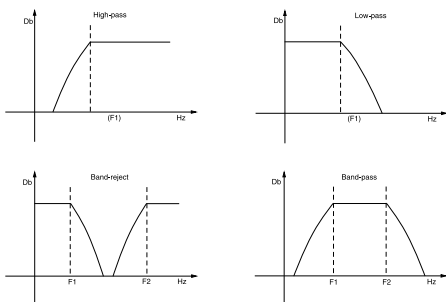 High-pass
Db
(F1)
Hz
Low-pass
Db
(F1)
Hz
Band-reject
Db
F1
F2
Hz
Band-pass
Db
F1
F2
Hz